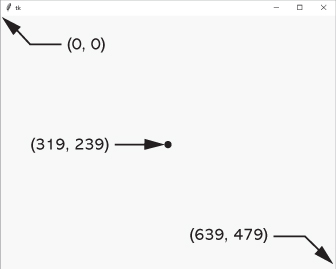 tk
(0, 0)
(319, 239)
(639, 479)